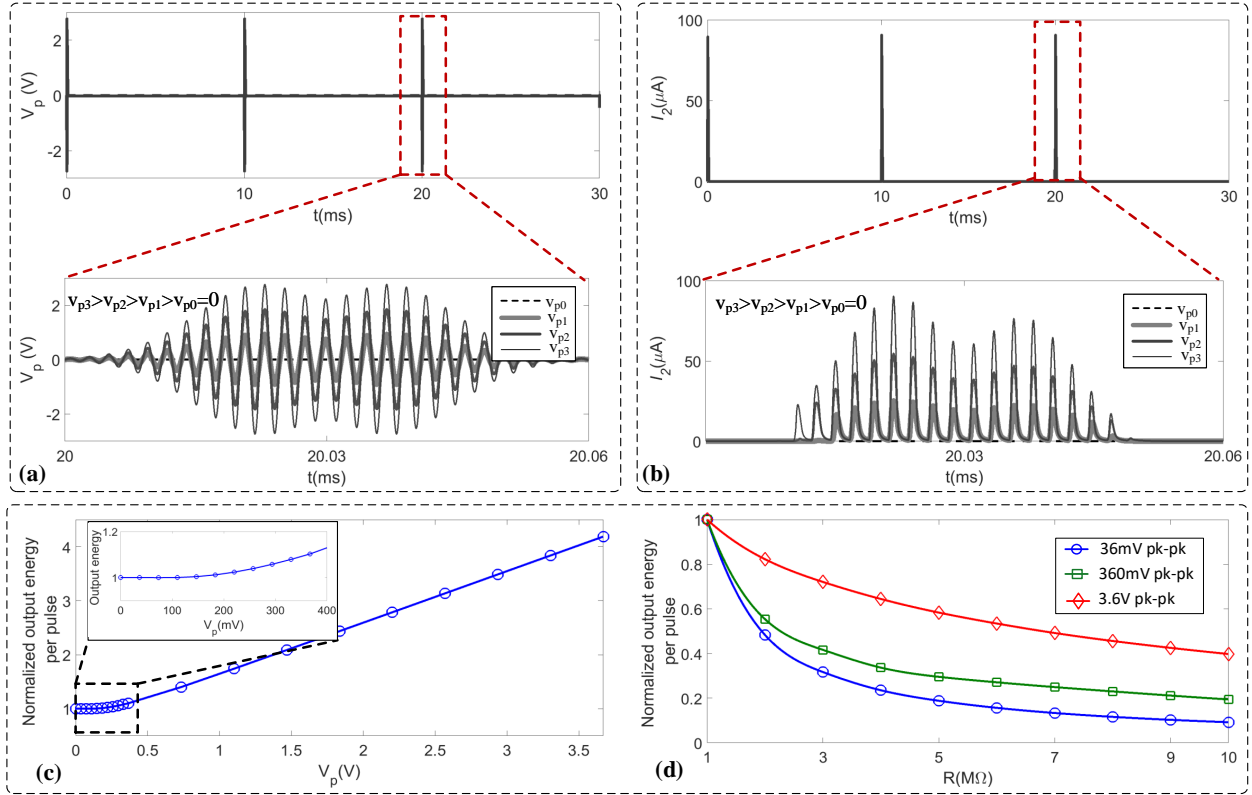 V_p (V)
2
0
-2
0
10
20
30
t(ms)
v_p3>v_p2>v_p1>v_p0=0
V_p (V)
2
0
-2
v_p0
v_p1
v_p2
v_p3
20
20.03
20.06
t(ms)
(a)
I_2(μA)
100
50
0
0
10
20
30
t(ms)
v_p3>v_p2>v_p1>v_p0=0
I_2(μA)
100
50
0
v_p0
v_p1
v_p2
v_p3
20.03
20.06
t(ms)
(b)
Normalized output energy
per pulse
4
3
2
1
0
0.5
1
1.5
2
2.5
3
3.5
V_p(V)
Output energy
1.2
1
0
100
200
300
400
V_p(mV)
(c)
Normalized output energy
per pulse
1
0.8
0.6
0.4
0.2
0
36mV pk-pk
360mV pk-pk
3.6V pk-pk
1
3
5
7
9
10
R(MΩ)
(d)